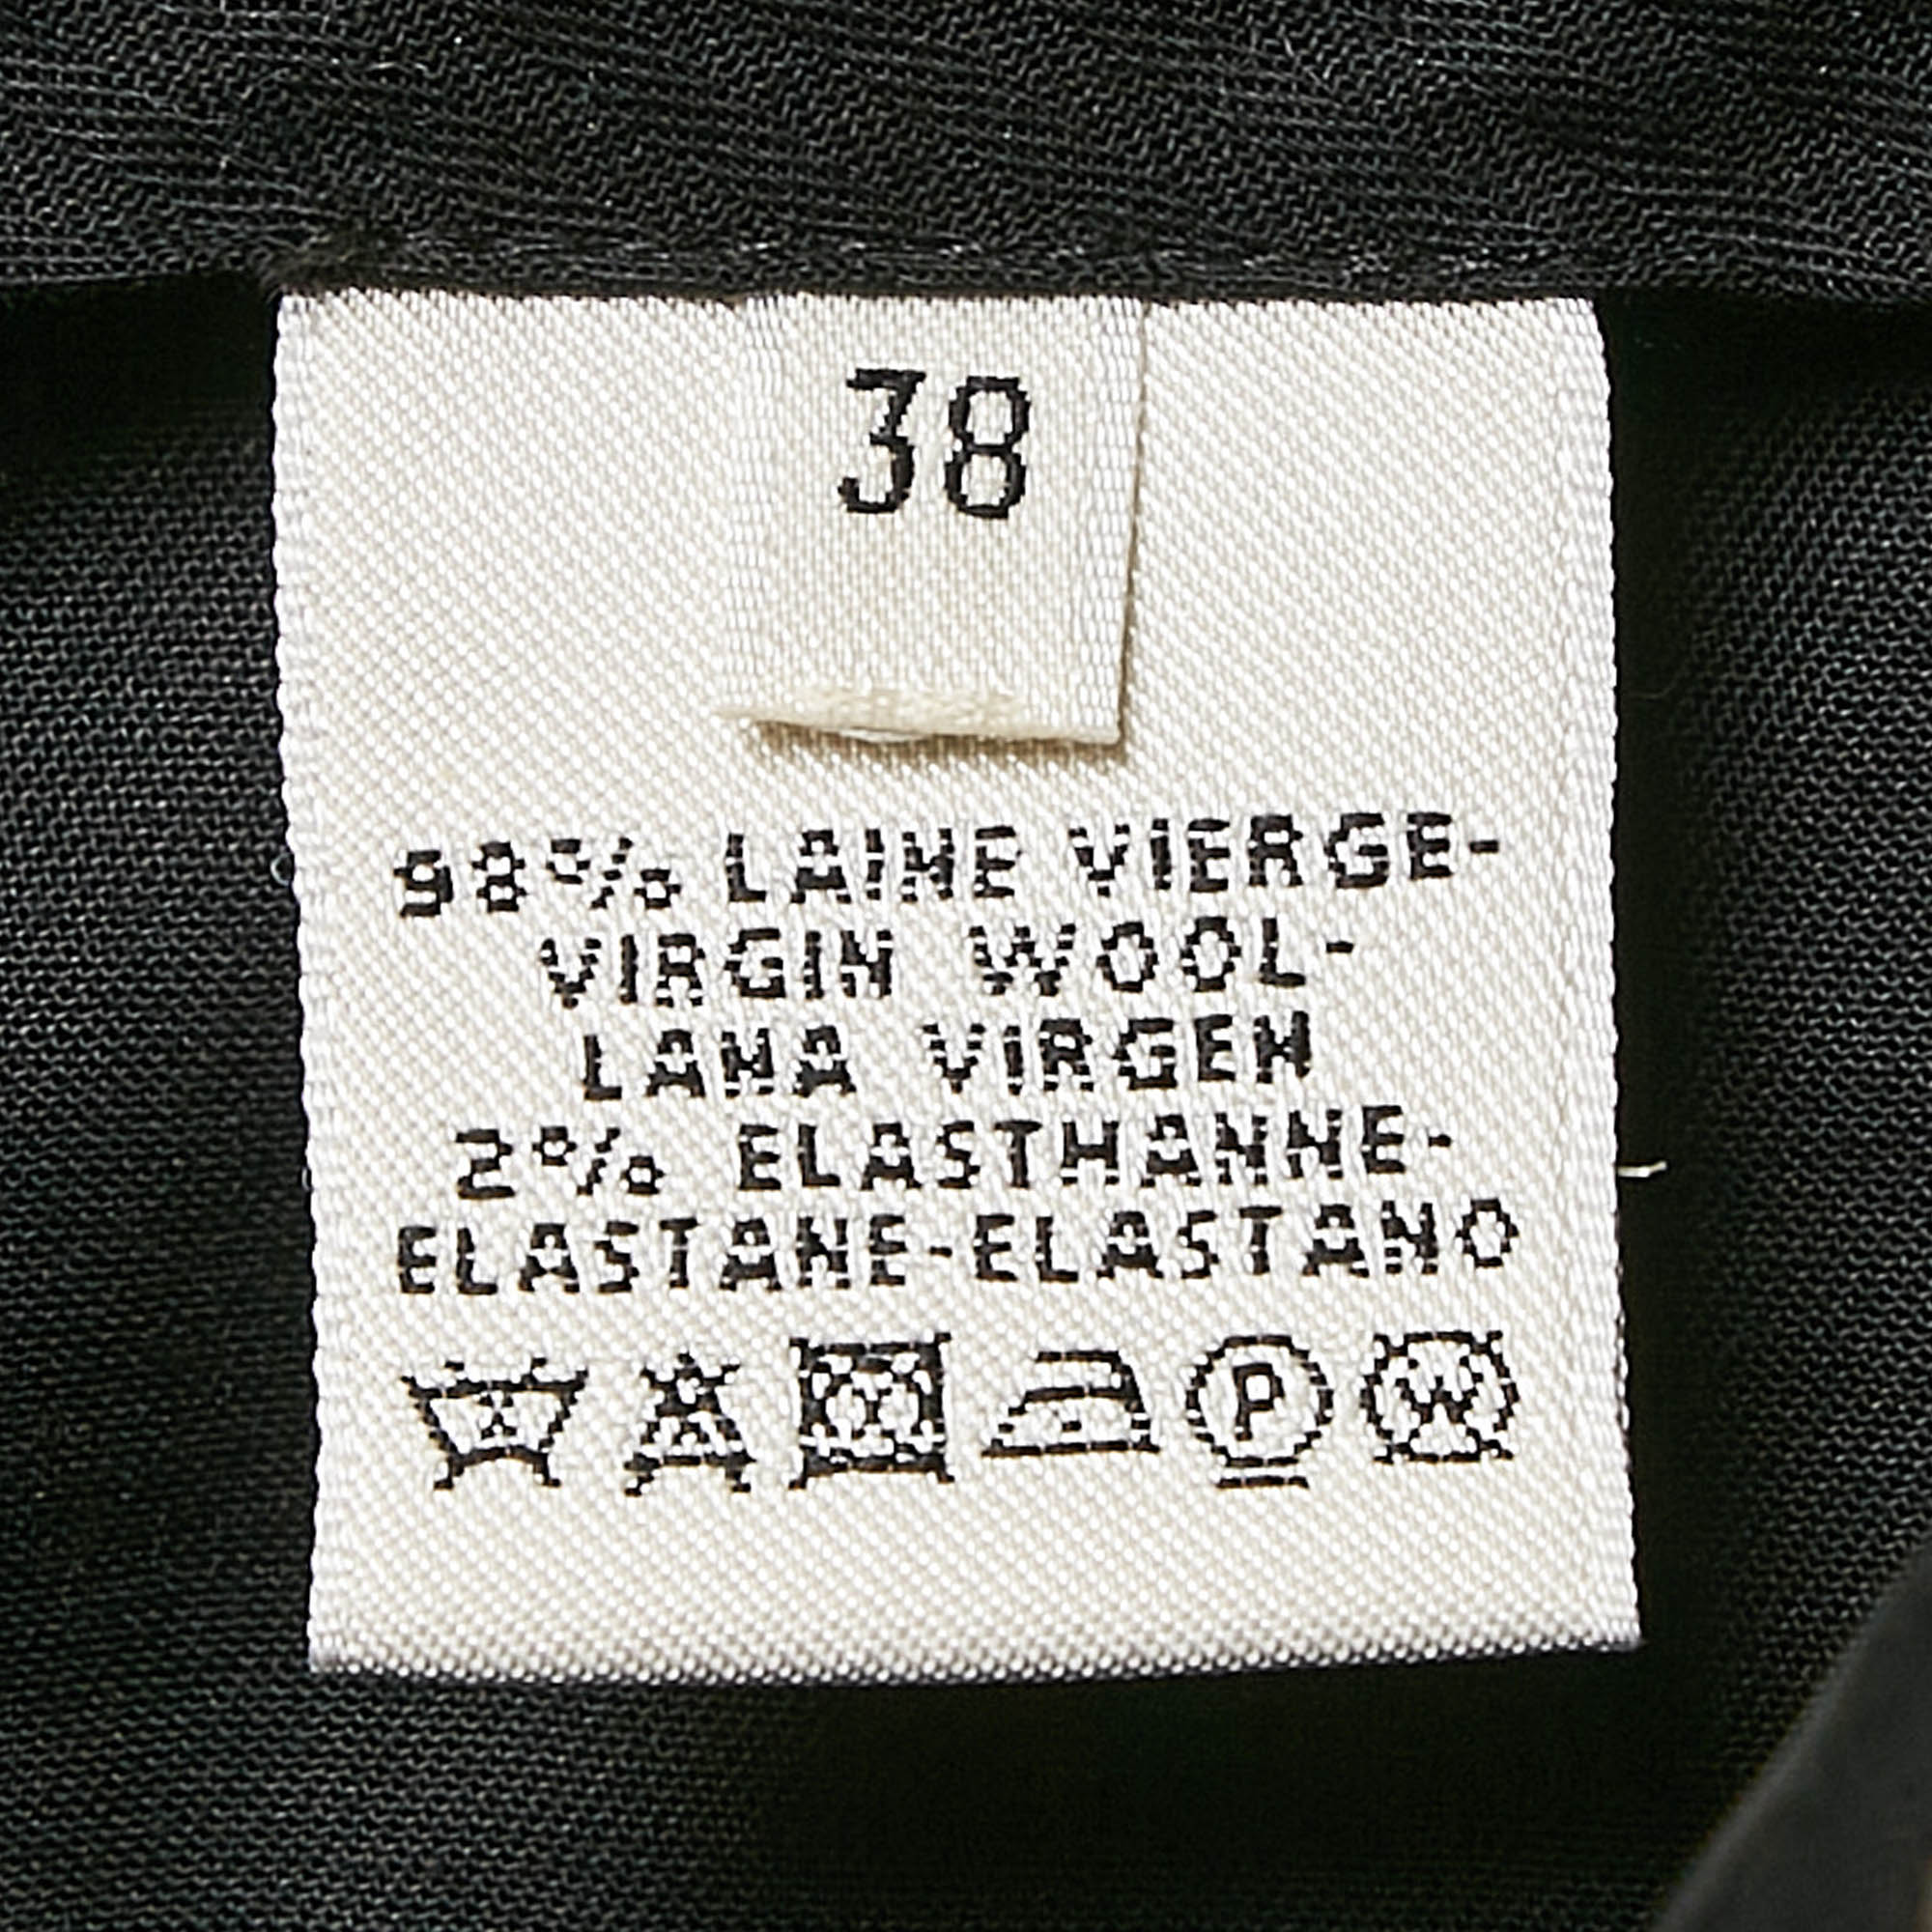 38
98% LAINE VIERGE-
VIRGIN WOOL-
LANA VIRGEN
2% ELASTHANNE-
ELASTANE-ELASTANO
P W